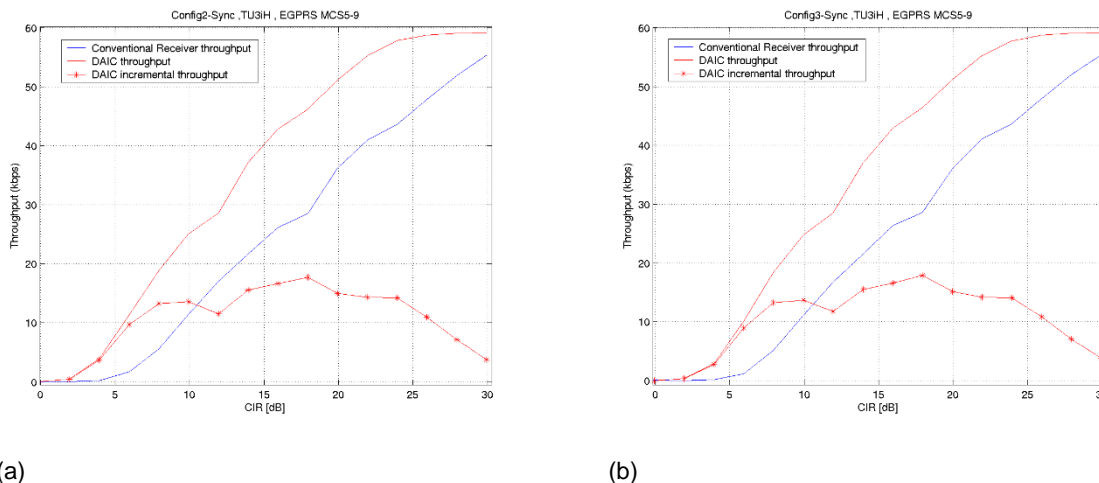 Config2-Sync ,TU3iH , EGPRS MCS5-9
60
50
40
30
20
10
0
Throughput (kbps)
Conventional Receiver throughput
DAIC throughput
DAIC incremental throughput
0 5 10 15 20 25 30
CIR [dB]
(a)
Config3-Sync ,TU3iH , EGPRS MCS5-9
60
50
40
30
20
10
0
Throughput (kbps)
Conventional Receiver throughput
DAIC throughput
DAIC incremental throughput
0 5 10 15 20 25 30
CIR [dB]
(b)